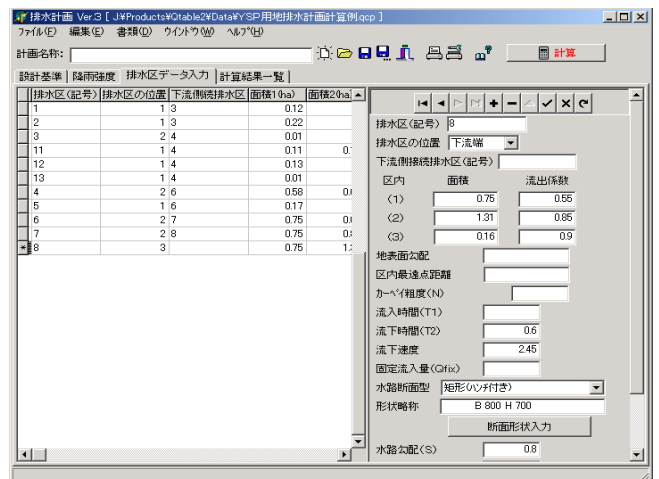 排水計画 Ver.3 [ J:¥Products¥Qtable2¥Data¥YSP用地排水計画計算例.qcp ]
ファイル(F) 編集(E) 書類(D) ウインドウ(W) ヘルプ(H)
計画名称: 計算
設計基準 降雨強度 排水区データ入力 計算結果一覧
排水区(記号) 排水区の位置 下流側続排水区 面積1(ha) 面積2(ha)
1 1 3 0.12
2 1 3 0.22
3 2 4 0.01
11 1 4 0.11 0.
12 1 4 0.13
13 1 4 0.01
4 2 6 0.58 0.
5 1 6 0.17
6 2 7 0.75 0.
7 2 8 0.75 0.
* 8 3 0.75 1.
排水区(記号) 8
排水区の位置 下流端
下流側接続排水区(記号)
区内 面積 流出係数
(1) 0.75 0.55
(2) 1.31 0.85
(3) 0.16 0.9
地表面勾配
区内最遠点距離
カーベイ粗度(N)
流入時間(T1)
流下時間(T2) 0.6
流下速度 2.45
固定流入量(Qfix)
水路断面型 矩形(ハンチ付き)
形状略称 B 800 H 700
断面形状入力
水路勾配(S) 0.8